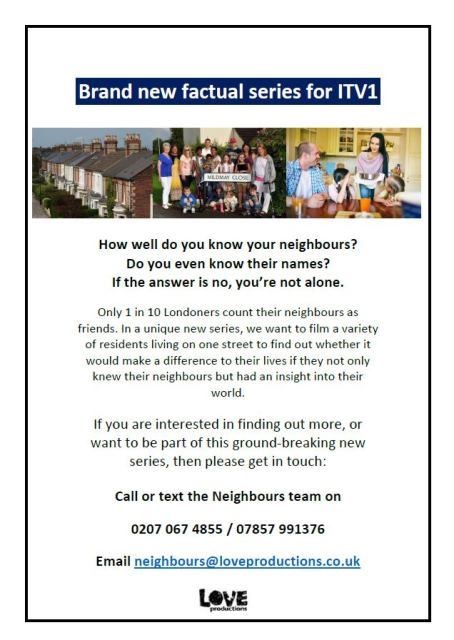 Brand new factual series for ITV1
MILDMAY CLOSE
How well do you know your neighbours?
Do you even know their names?
If the answer is no, you're not alone.
Only 1 in 10 Londoners count their neighbours as
friends. In a unique new series, we want to film a variety
of residents living on one street to find out whether it
would make a difference to their lives if they not only
knew their neighbours but had an insight into their
world.
If you are interested in finding out more, or
want to be part of this ground-breaking new
series, then please get in touch:
Call or text the Neighbours team on
0207 067 4855 / 07857 991376
Email neighbours@loveproductions.co.uk
LOVE
productions